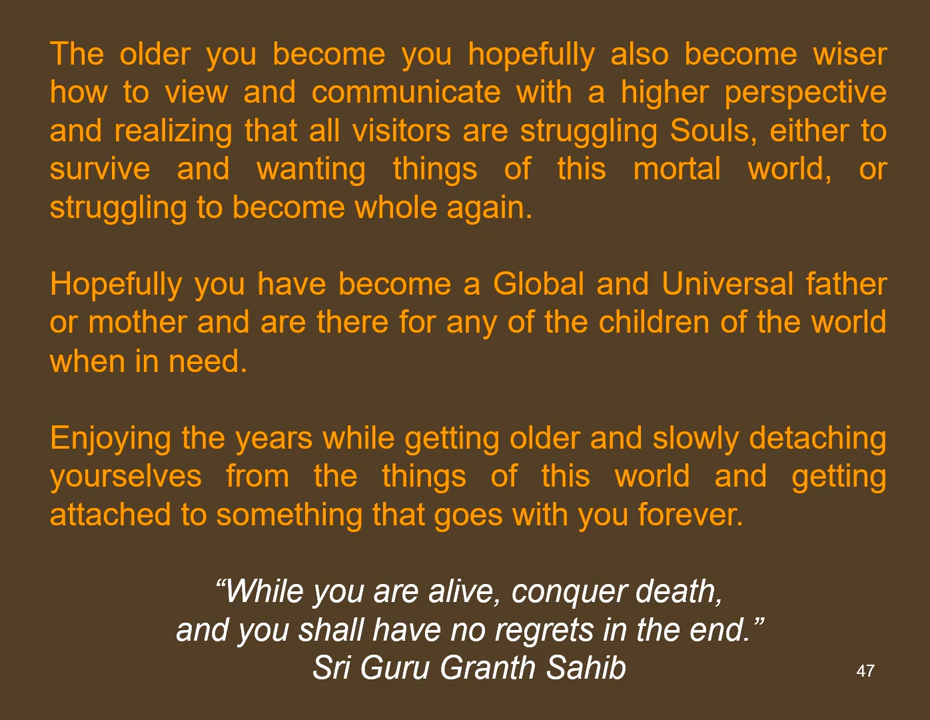 The older you become you hopefully also become wiser
how to view and communicate with a higher perspective
and realizing that all visitors are struggling Souls, either to
survive and wanting things of this mortal world, or
struggling to become whole again.
Hopefully you have become a Global and Universal father
or mother and are there for any of the children of the world
when in need.
Enjoying the years while getting older and slowly detaching
yourselves from the things of this world and getting
attached to something that goes with you forever.
“While you are alive, conquer death,
and you shall have no regrets in the end.”
Sri Guru Granth Sahib
47